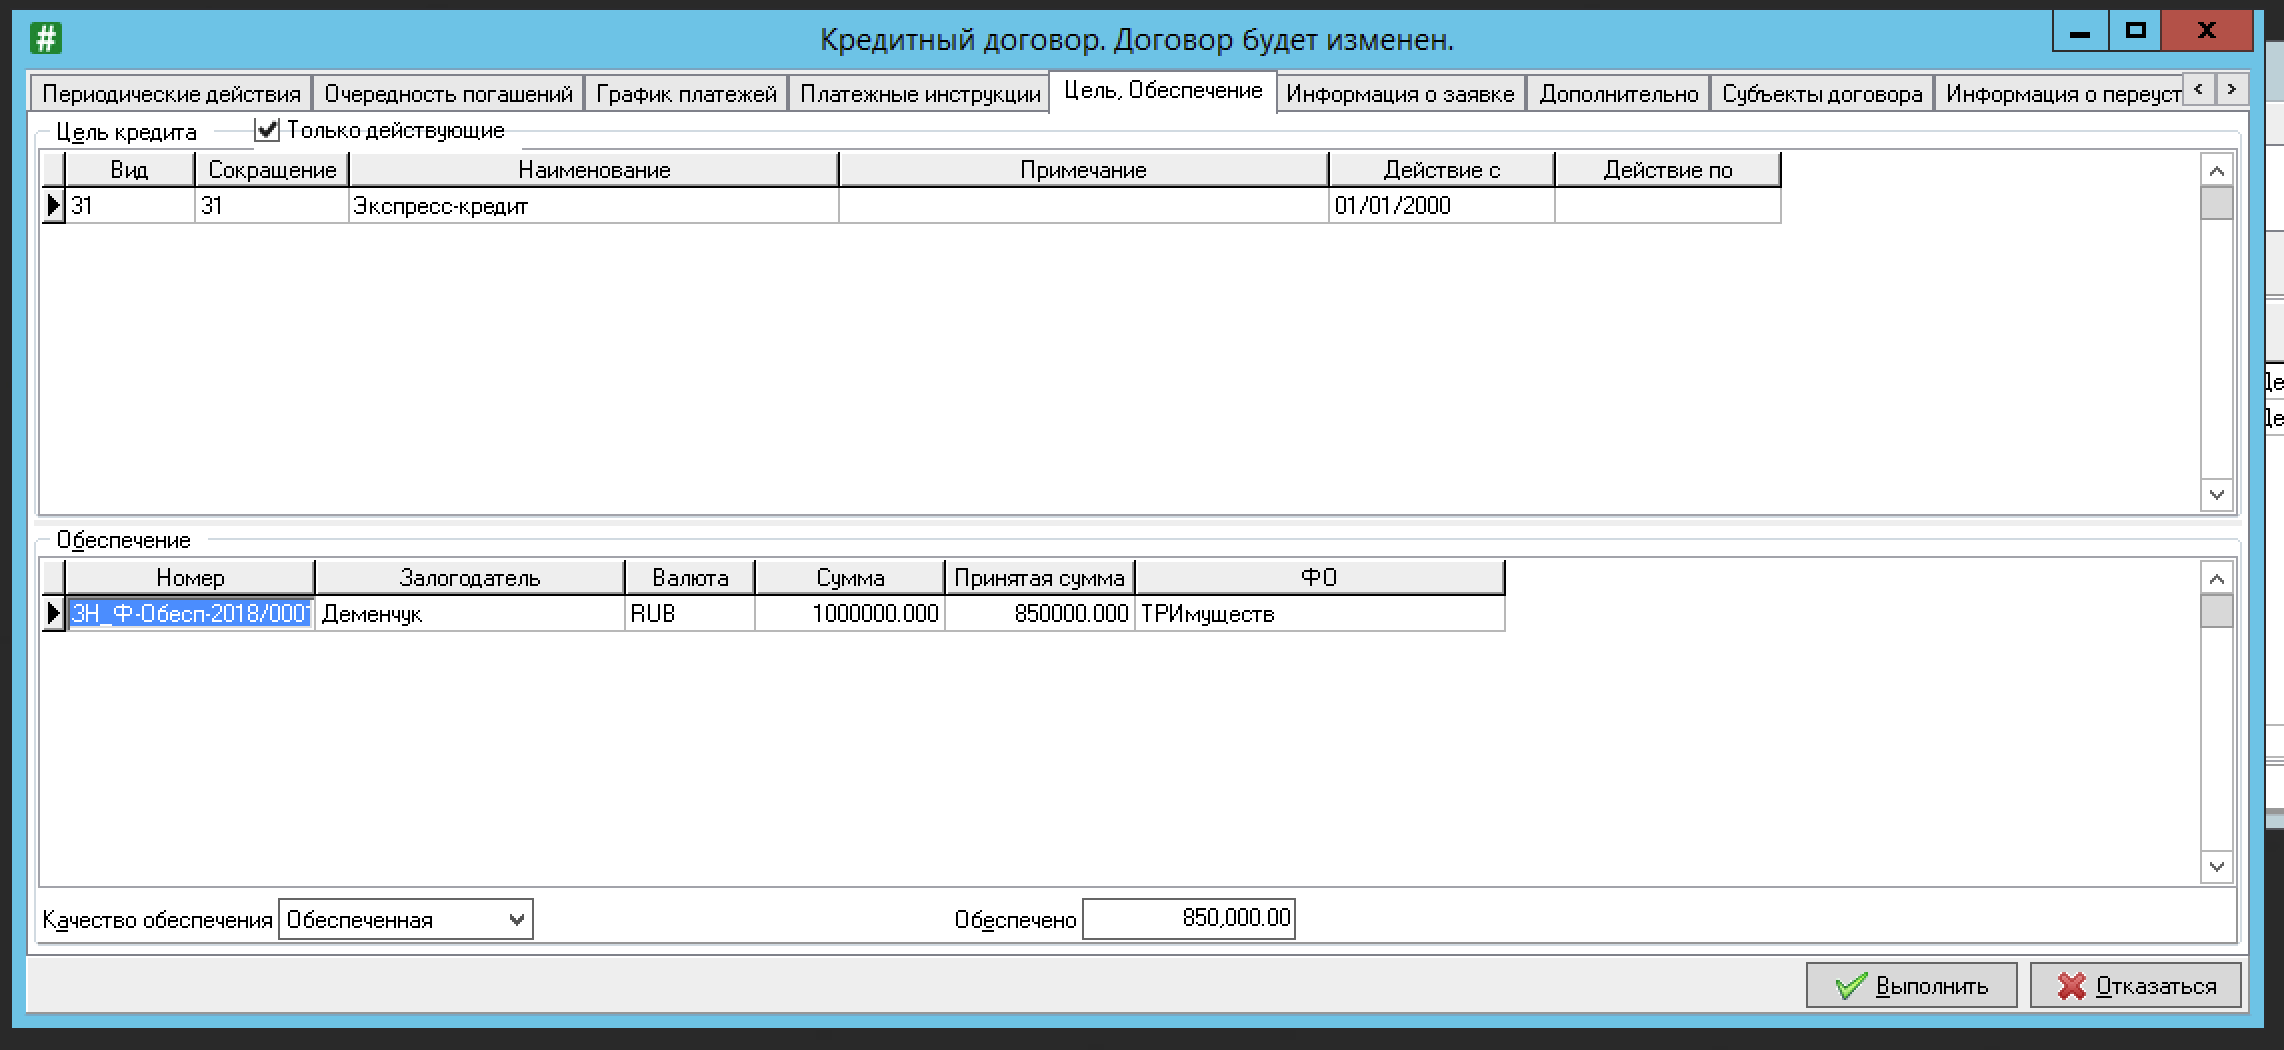 #
Кредитный договор. Договор будет изменен.
Периодические действия Очередность погашений График платежей Платежные инструкции Цель, Обеспечение Информация о заявке Дополнительно Субъекты договора Информация о переуст
Цель кредита Только действующие
Вид Сокращение Наименование Примечание Действие с Действие по
31 31 Экспресс-кредит 01/01/2000
Обеспечение
Номер Залогодатель Валюта Сумма Принятая сумма ФО
ЗН_Ф-Обесп-2018/0001 Деменчук RUB 1000000.000 850000.000 ТРИмуществ
Качество обеспечения Обеспеченная Обеспечено 850,000.00
Выполнить Отказаться